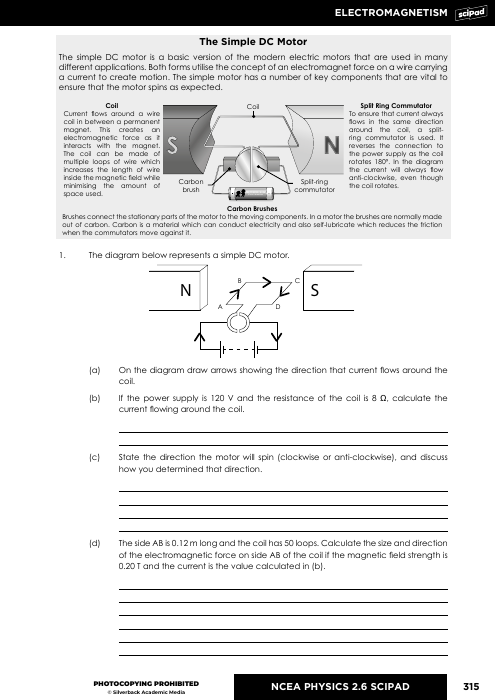 ELECTROMAGNETISM scipad
The Simple DC Motor
The simple DC motor is a basic version of the modern electric motors that are used in many
different applications. Both forms utilise the concept of an electromagnet force on a wire carrying
a current to create motion. The simple motor has a number of key components that are vital to
ensure that the motor spins as expected.
Coil
Current flows around a wire
coil in between a permanent
magnet. This creates an
electromagnetic force as it
interacts with the magnet.
The coil can be made of
multiple loops of wire which
increases the length of wire
inside the magnetic field while
minimising the amount of
space used.
Coil
S
N
Carbon
brush
Split-ring
commutator
Split Ring Commutator
To ensure that current always
flows in the same direction
around the coil, a split-
ring commutator is used. It
reverses the connection to
the power supply as the coil
rotates 180°. In the diagram
the current will always flow
anti-clockwise, even though
the coil rotates.
Carbon Brushes
Brushes connect the stationary parts of the motor to the moving components. In a motor the brushes are normally made
out of carbon. Carbon is a material which can conduct electricity and also self-lubricate which reduces the friction
when the commutators move against it.
1. The diagram below represents a simple DC motor.
N
B
C
S
A
D
(a) On the diagram draw arrows showing the direction that current flows around the
coil.
(b) If the power supply is 120 V and the resistance of the coil is 8 Ω, calculate the
current flowing around the coil.
(c) State the direction the motor will spin (clockwise or anti-clockwise), and discuss
how you determined that direction.
(d) The side AB is 0.12 m long and the coil has 50 loops. Calculate the size and direction
of the electromagnetic force on side AB of the coil if the magnetic field strength is
0.20 T and the current is the value calculated in (b).
PHOTOCOPYING PROHIBITED
© Silverback Academic Media
NCEA PHYSICS 2.6 SCIPAD
315